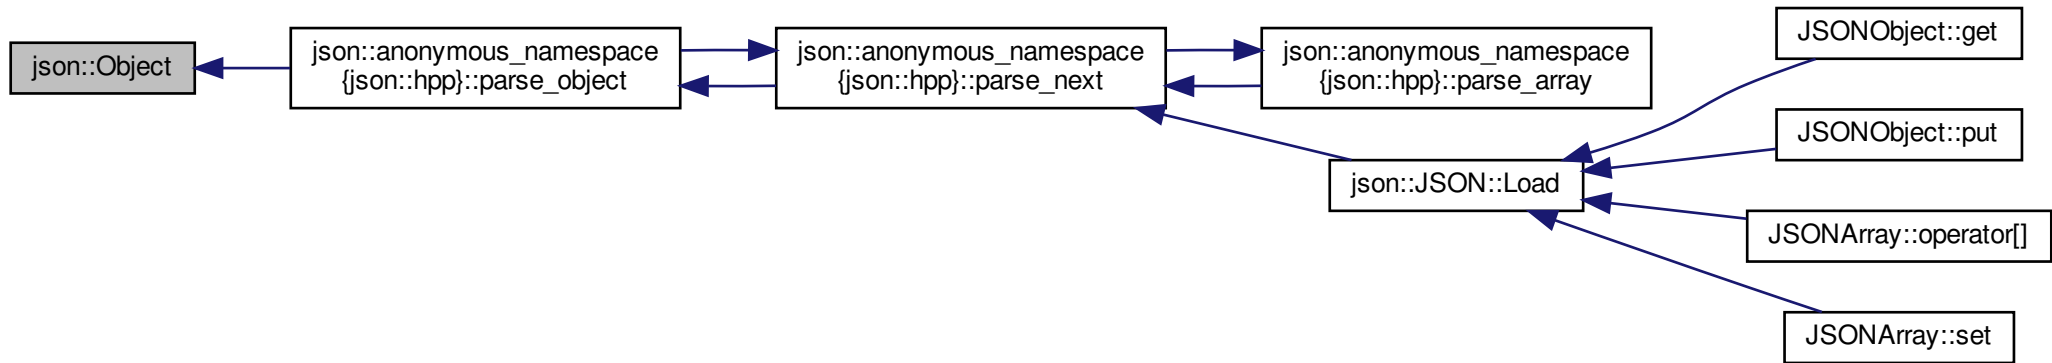 json::Object
json::anonymous_namespace
{json::hpp}::parse_object
json::anonymous_namespace
{json::hpp}::parse_next
json::anonymous_namespace
{json::hpp}::parse_array
json::JSON::Load
JSONObject::get
JSONObject::put
JSONArray::operator[]
JSONArray::set